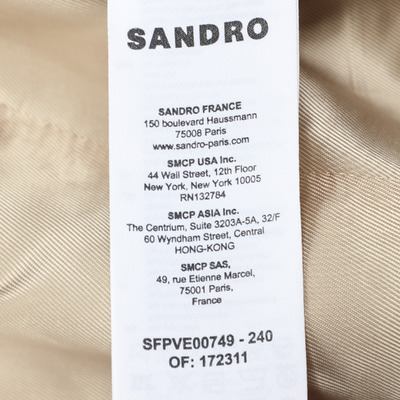 SANDRO
SANDRO FRANCE
150 boulevard Haussmann
75008 Paris
www.sandro-paris.com
SMCP USA Inc.
44 Wall Street, 12th Floor
New York, New York 10005
RN132784
SMCP ASIA Inc.
The Centrium, Suite 3203A-5A, 32/F
60 Wyndham Street, Central
HONG-KONG
SMCP SAS,
49, rue Etienne Marcel,
75001 Paris,
France
SFPVE00749 - 240
OF: 172311